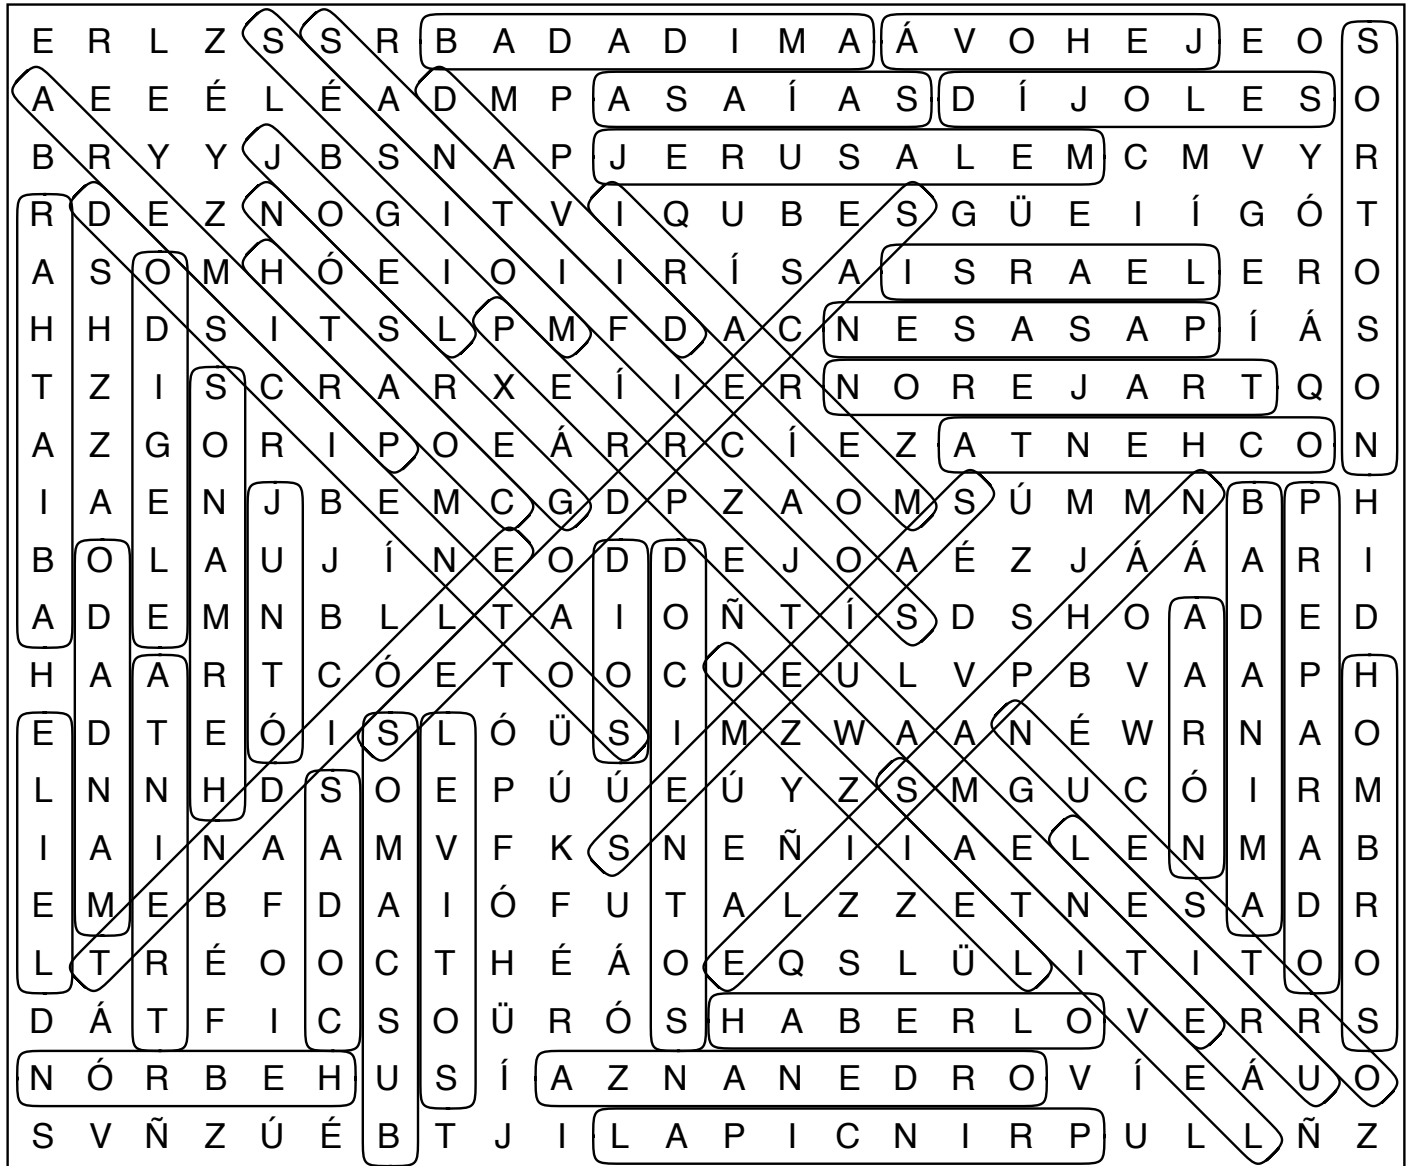 E R L Z S S R B A D A D I M A Á V O H E J E O S
A E E É L É A D M P A S A Í A S D Í J O L E S O
B R Y Y J B S N A P J E R U S A L E M C M V Y R
R D E Z N O G I T V I Q U B E S G Ü E I Í G Ó T
A S O M H Ó E I O I I R Í S A I S R A E L E R O
H H D S I T S L P M F D A C N E S A S A P Í Á S
T Z I S C R A R X E Í I E R N O R E J A R T Q O
A Z G O R I P O E Á R R C Í E Z A T N E H C O N
I A E N J B E M C G D P Z A O M S Ú M M N B P H
B O L A U J Í N E O D D E J O A É Z J Á Á A R I
A D E M N B L L T A I O Ñ T Í S D S H O A D E D
H A A R T C Ó E T O O C U E U L V P B V A A P H
E D T E Ó I S L Ó Ü S I M Z W A A N É W R N A O
L N N H D S O E P Ú Ú E Ú Y Z S M G U C Ó I R M
I A I N A A M V F K S N E Ñ I I A E L E N M A B
E M E B F D A I Ó F U T A L Z Z E T N E S A D R
L T R É O O C T H É Á O E Q S L Ü L I T I T O O
D Á T F I C S O Ü R Ó S H A B E R L O V E R R S
N Ó R B E H U S Í A Z N A N E D R O V Í E Á U O
S V Ñ Z Ú É B T J I L A P I C N I R P U L L Ñ Z